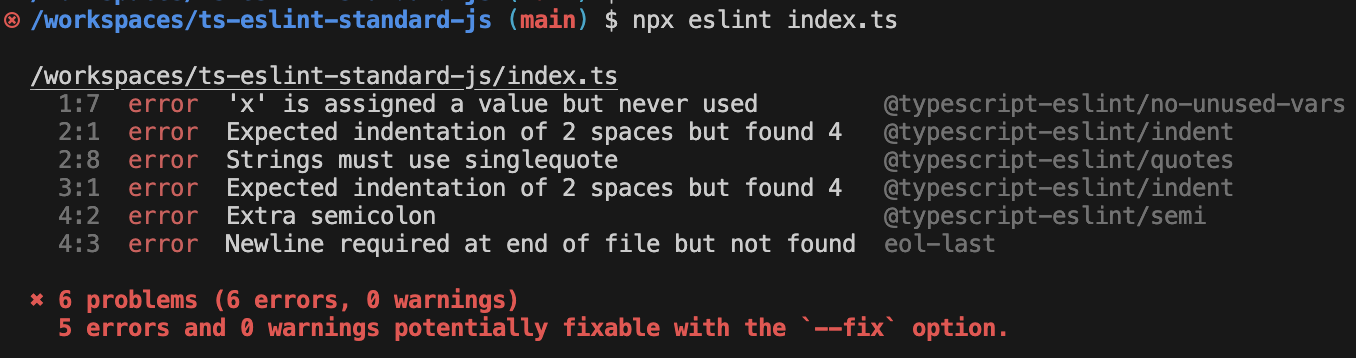 /workspaces/ts-eslint-standard-js (main) $ npx eslint index.ts
/workspaces/ts-eslint-standard-js/index.ts
1:7 error 'x' is assigned a value but never used @typescript-eslint/no-unused-vars
2:1 error Expected indentation of 2 spaces but found 4 @typescript-eslint/indent
2:8 error Strings must use singlequote @typescript-eslint/quotes
3:1 error Expected indentation of 2 spaces but found 4 @typescript-eslint/indent
4:2 error Extra semicolon @typescript-eslint/semi
4:3 error Newline required at end of file but not found eol-last
✖ 6 problems (6 errors, 0 warnings)
5 errors and 0 warnings potentially fixable with the `--fix` option.